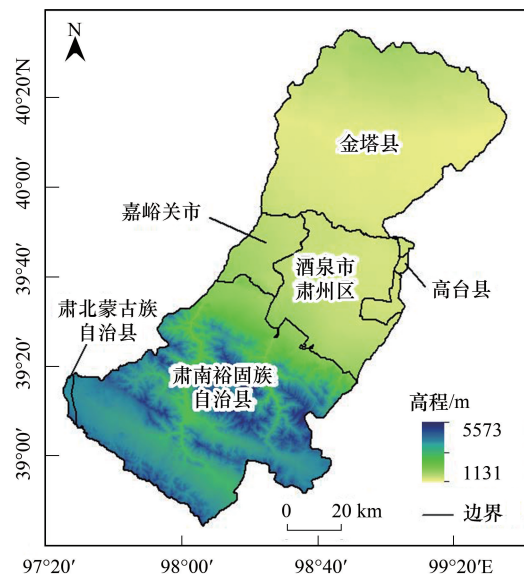 N
40°20′N
40°00′
39°40′
39°20′
39°00′
金塔县
嘉峪关市
酒泉市
肃州区
高台县
肃北蒙古族
自治县
肃南裕固族
自治县
高程/m
5573
1131
0 20 km
边界
97°20′ 98°00′ 98°40′ 99°20′E